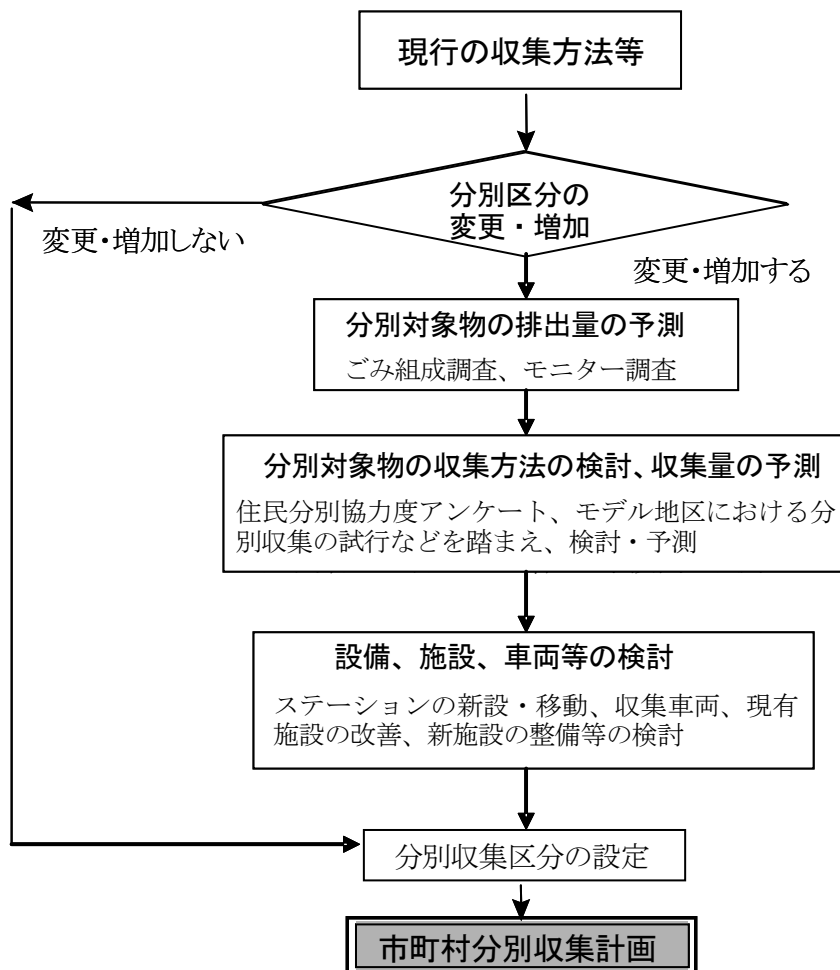 現行の収集方法等
分別区分の
変更・増加
変更・増加しない
変更・増加する
分別対象物の排出量の予測
ごみ組成調査、モニター調査
分別対象物の収集方法の検討、収集量の予測
住民分別協力度アンケート、モデル地区における分
別収集の試行などを踏まえ、検討・予測
設備、施設、車両等の検討
ステーションの新設・移動、収集車両、現有
施設の改善、新施設の整備等の検討
分別収集区分の設定
市町村分別収集計画